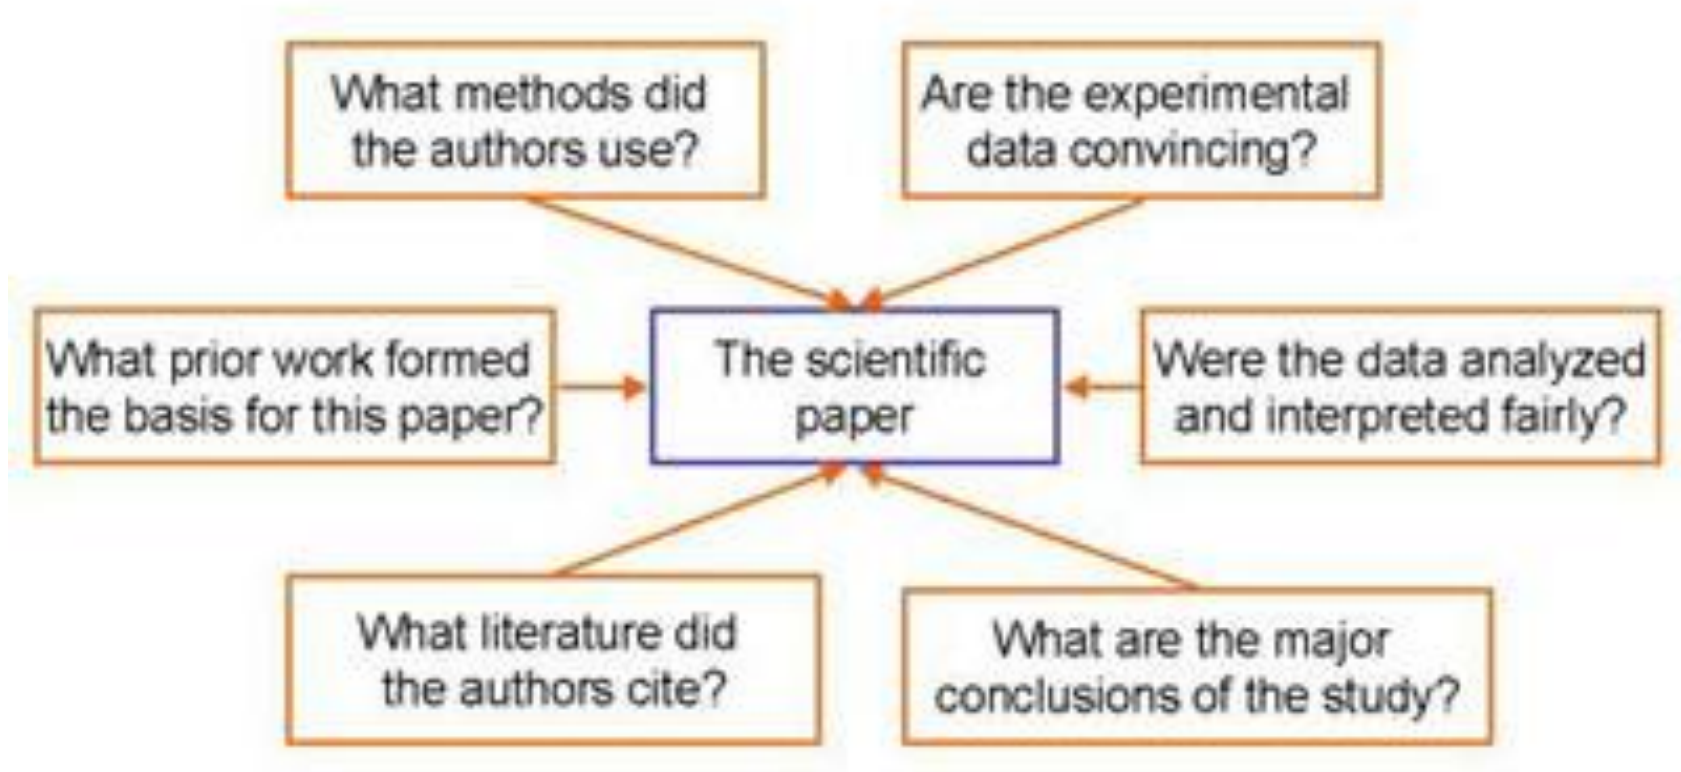 What methods did
the authors use?
Are the experimental
data convincing?
What prior work formed
the basis for this paper?
The scientific
paper
Were the data analyzed
and interpreted fairly?
What literature did
the authors cite?
What are the major
conclusions of the study?